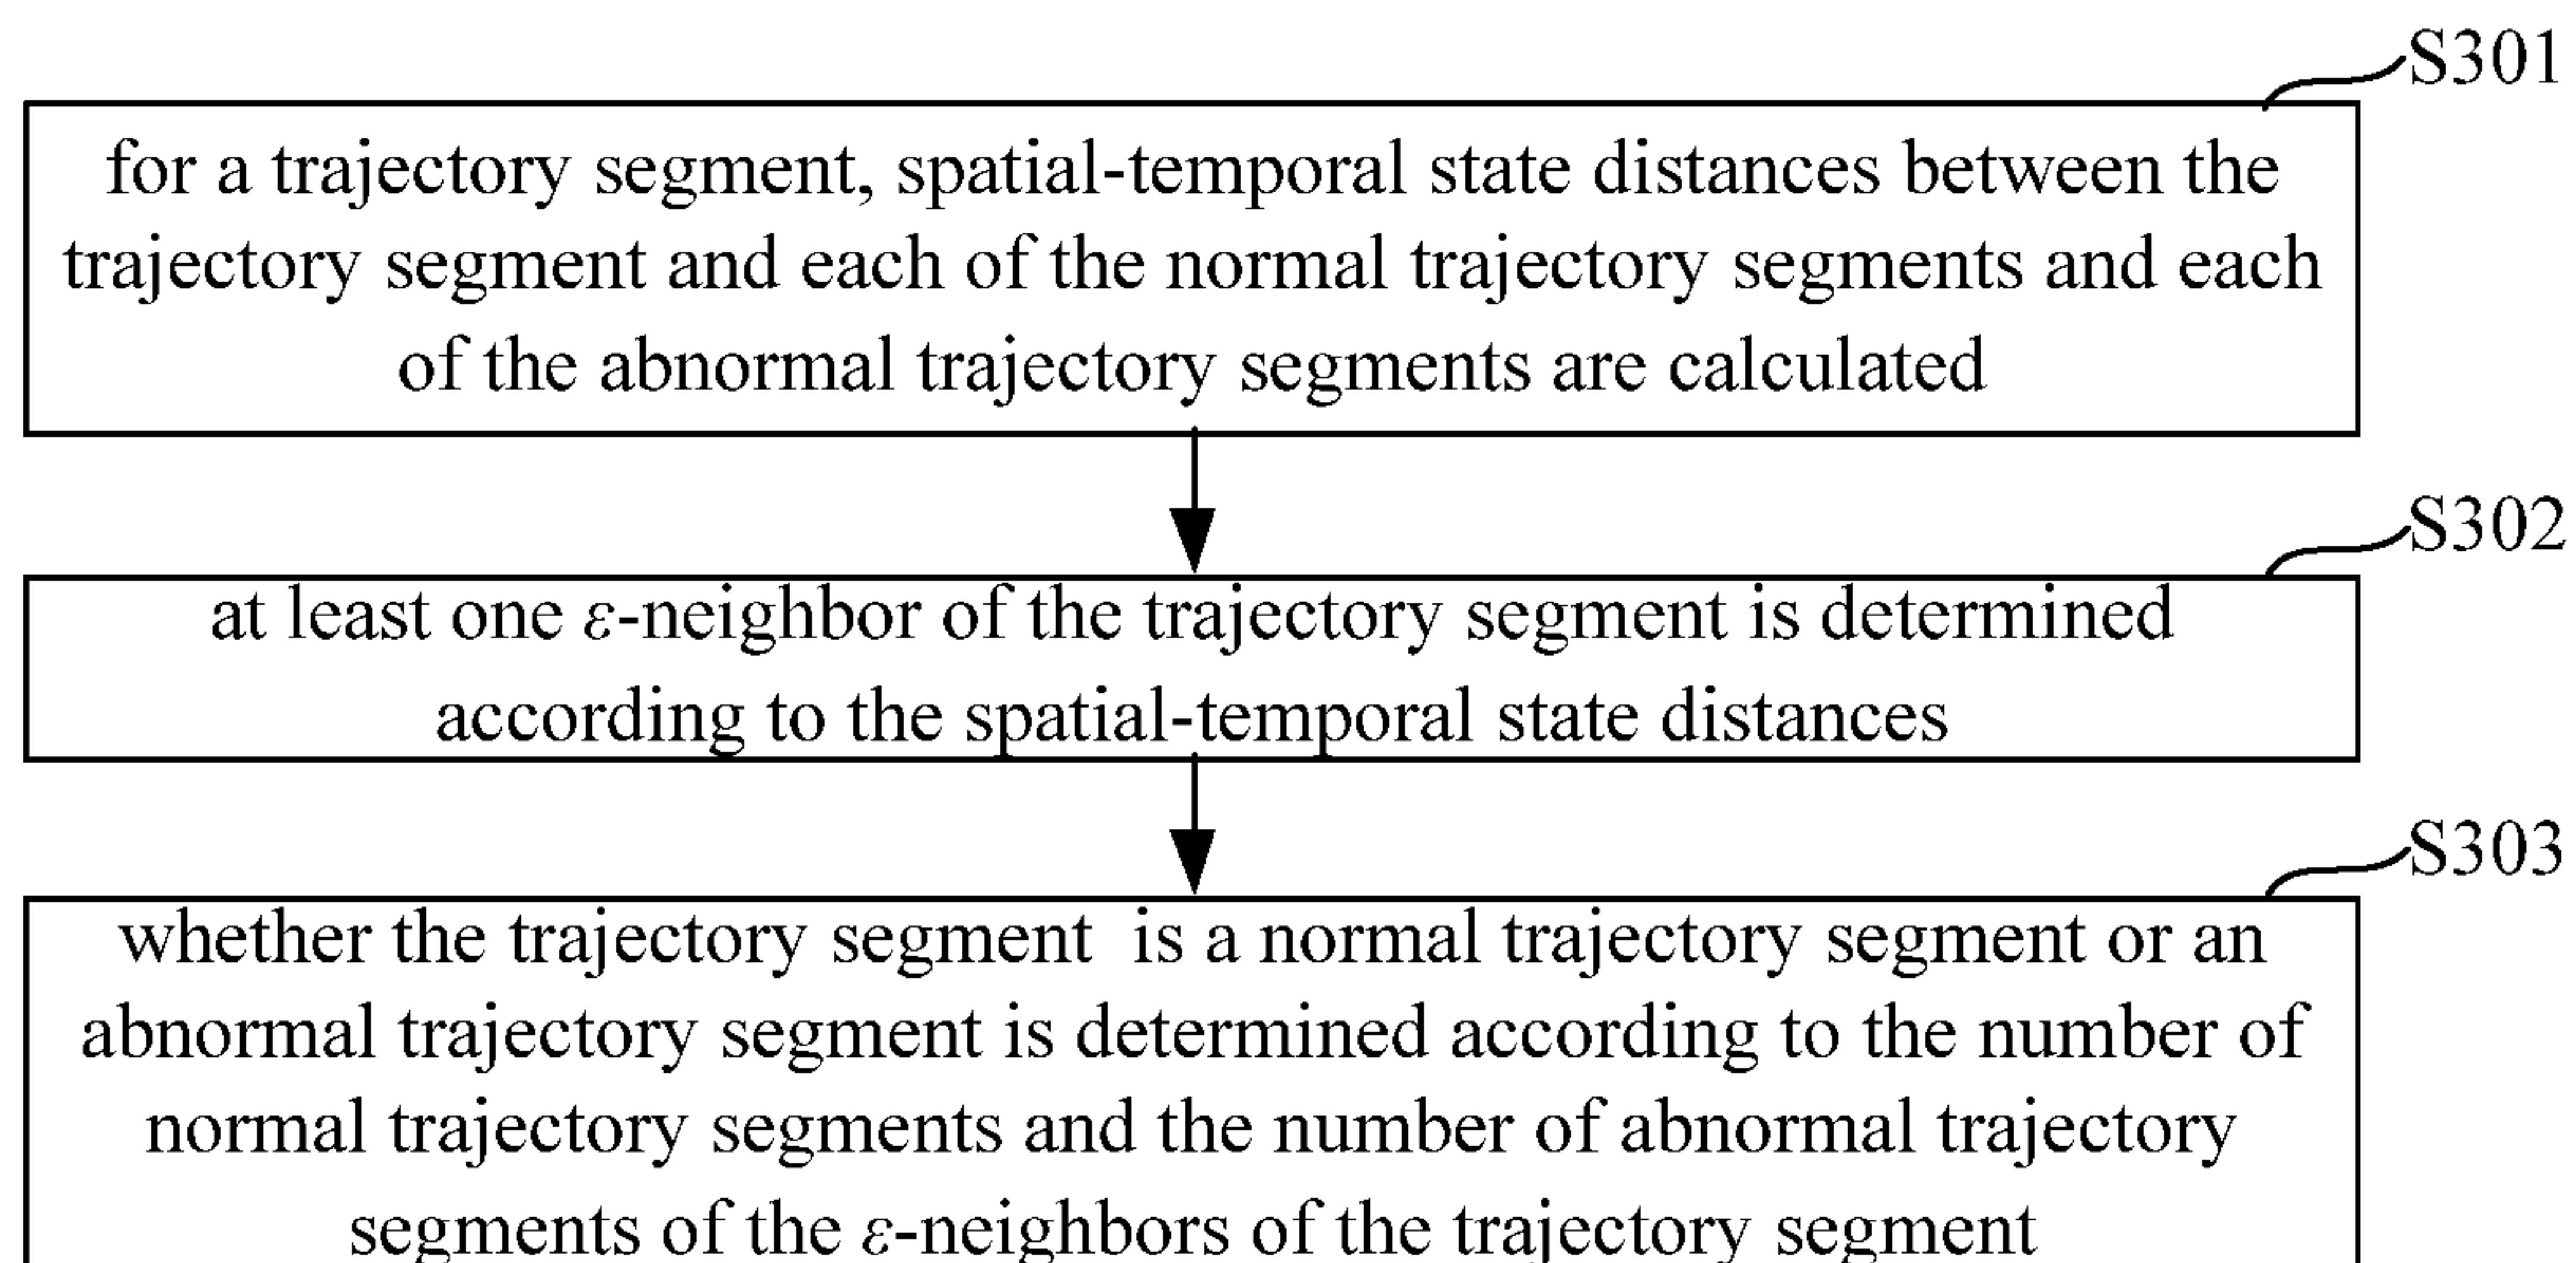 S301
for a trajectory segment, spatial-temporal state distances between the
trajectory segment and each of the normal trajectory segments and each
of the abnormal trajectory segments are calculated
S302
at least one ε-neighbor of the trajectory segment is determined
according to the spatial-temporal state distances
S303
whether the trajectory segment  is a normal trajectory segment or an
abnormal trajectory segment is determined according to the number of
normal trajectory segments and the number of abnormal trajectory
segments of the ε-neighbors of the trajectory segment